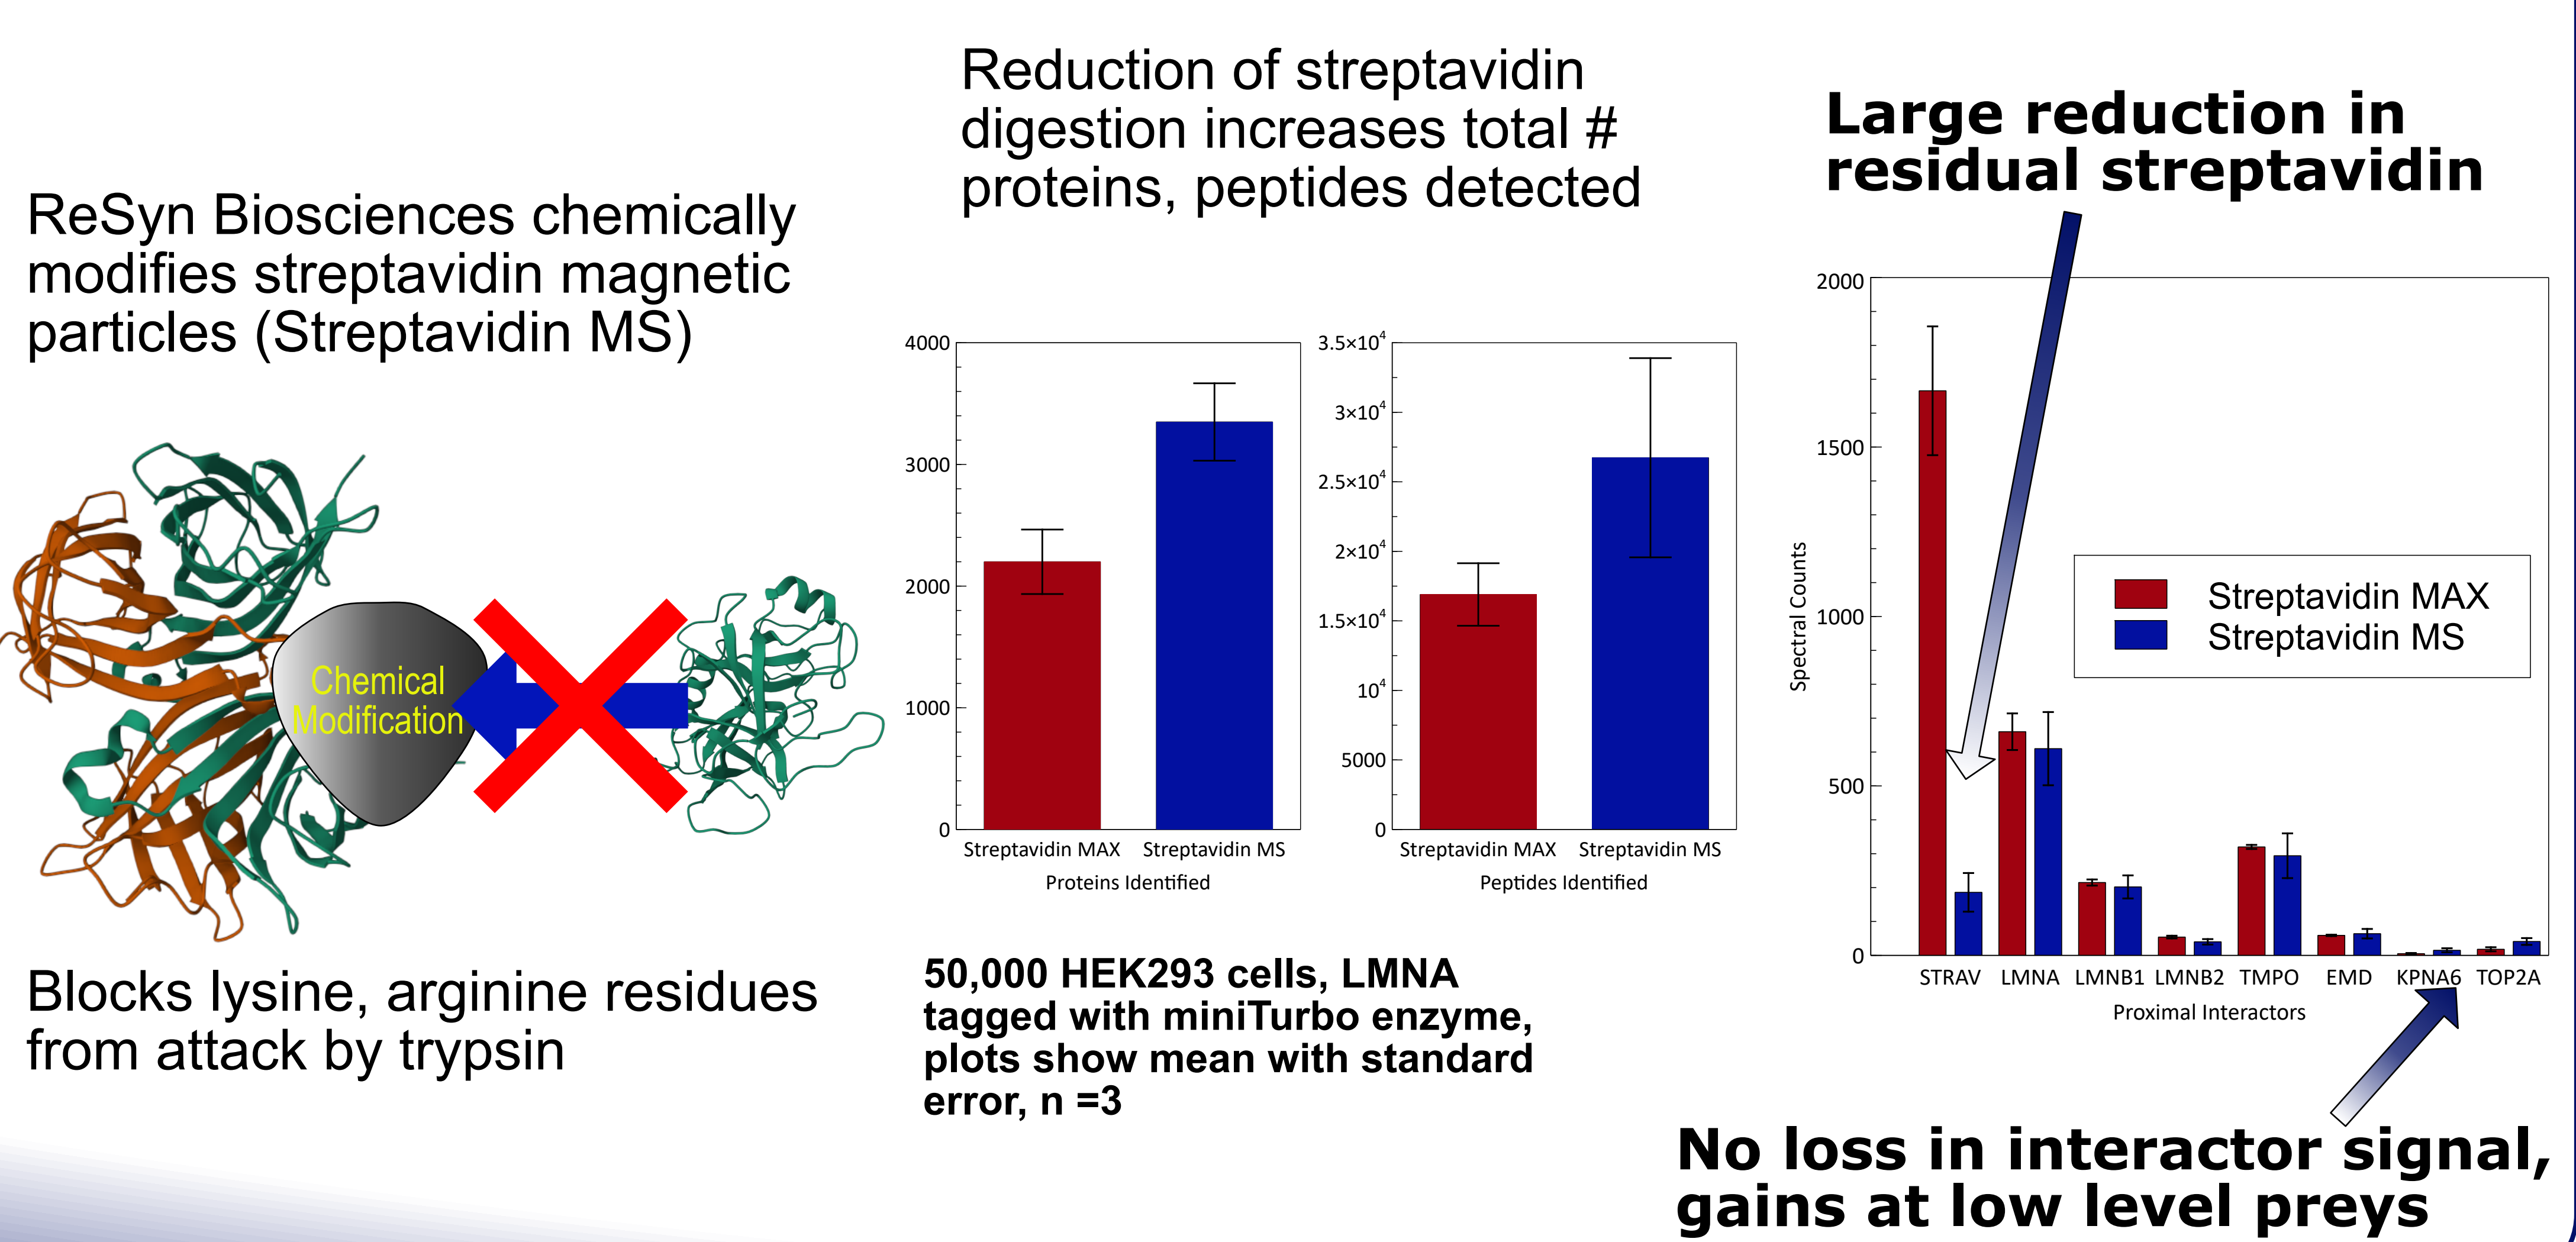 ReSyn Biosciences chemically
modifies streptavidin magnetic
particles (Streptavidin MS)
Chemical
Modification
Blocks lysine, arginine residues
from attack by trypsin
Reduction of streptavidin
digestion increases total #
proteins, peptides detected
4000
3000
2000
1000
0
Streptavidin MAX Streptavidin MS
Proteins Identified
3.5×10⁴
3×10⁴
2.5×10⁴
2×10⁴
1.5×10⁴
10⁴
5000
0
Streptavidin MAX Streptavidin MS
Peptides Identified
50,000 HEK293 cells, LMNA
tagged with miniTurbo enzyme,
plots show mean with standard
error, n =3
Large reduction in
residual streptavidin
2000
1500
1000
500
0
Spectral Counts
Streptavidin MAX
Streptavidin MS
STRAV LMNA LMNB1 LMNB2 TMPO EMD KPNA6 TOP2A
Proximal Interactors
No loss in interactor signal,
gains at low level preys